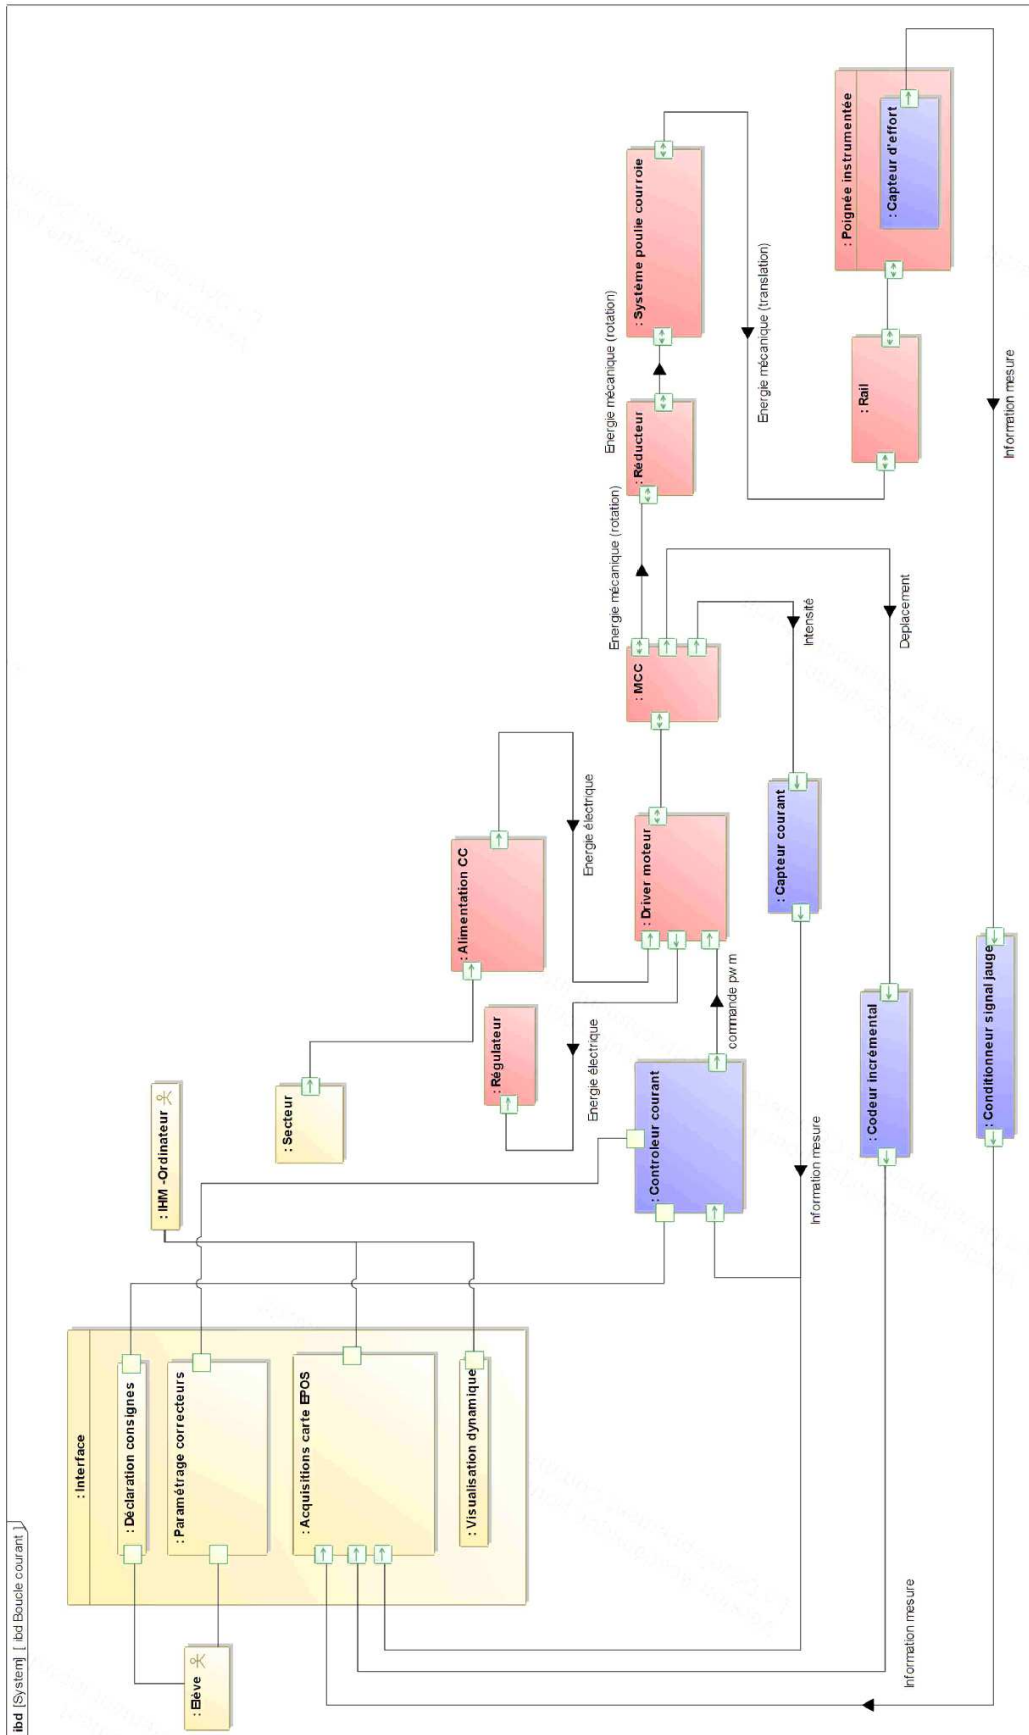 ibd [System] [ ibd Boucle courant ]
: Elève
: Interface
: Déclaration consignes
: Paramétrage correcteurs
: Acquisitions carte EPOS
: Visualisation dynamique
: IHM -Ordinateur
: Secteur
: Alimentation CC
: Régulateur
Energie électrique
Energie électrique
: Controleur courant
commande pwm
: Driver moteur
: MCC
Energie mécanique (rotation)
: Réducteur
Energie mécanique (rotation)
: Système poulie courroie
Energie mécanique (translation)
: Rail
: Poignée instrumentée
: Capteur d'effort
Intensité
: Capteur courant
Information mesure
Deplacement
: Codeur incrémental
Information mesure
: Conditionneur signal jauge
Information mesure